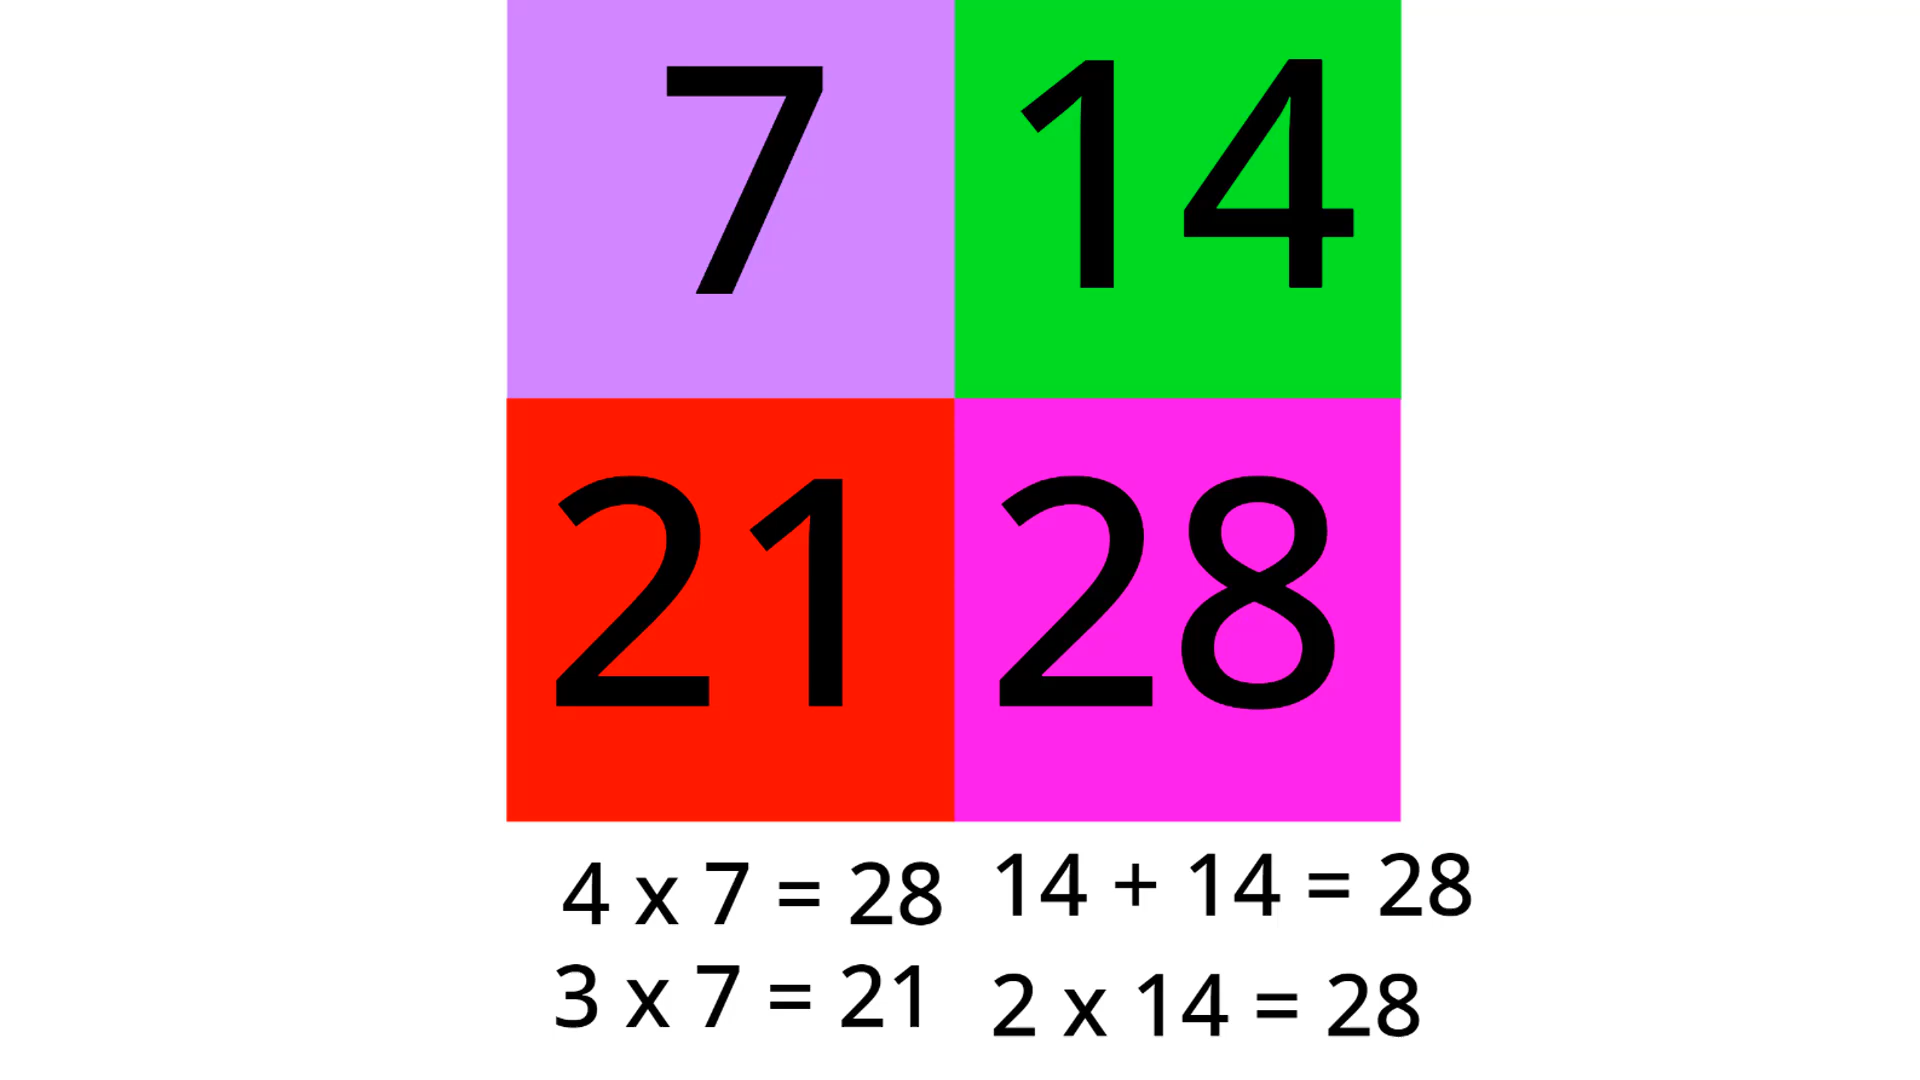 7 14
21 28
4 x 7 = 28 14 + 14 = 28
3 x 7 = 21 2 x 14 = 28